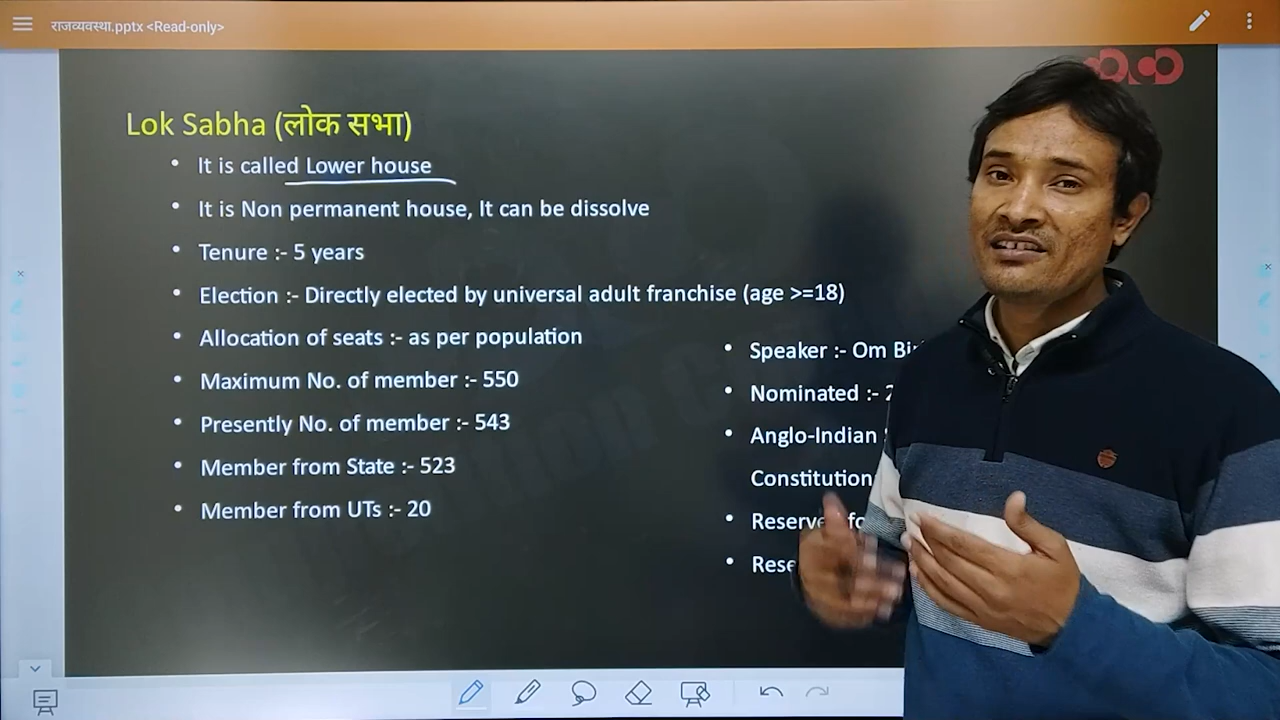 राजव्यवस्था.pptx <Read-only>
Lok Sabha (लोक सभा)
• It is called Lower house
• It is Non permanent house, It can be dissolve
• Tenure :- 5 years
• Election :- Directly elected by universal adult franchise (age >=18)
• Allocation of seats :- as per population
• Maximum No. of member :- 550
• Presently No. of member :- 543
• Member from State :- 523
• Member from UTs :- 20
• Speaker :- Om
• Nominated :- 2
• Anglo-Indian
Constitution
• Reserve